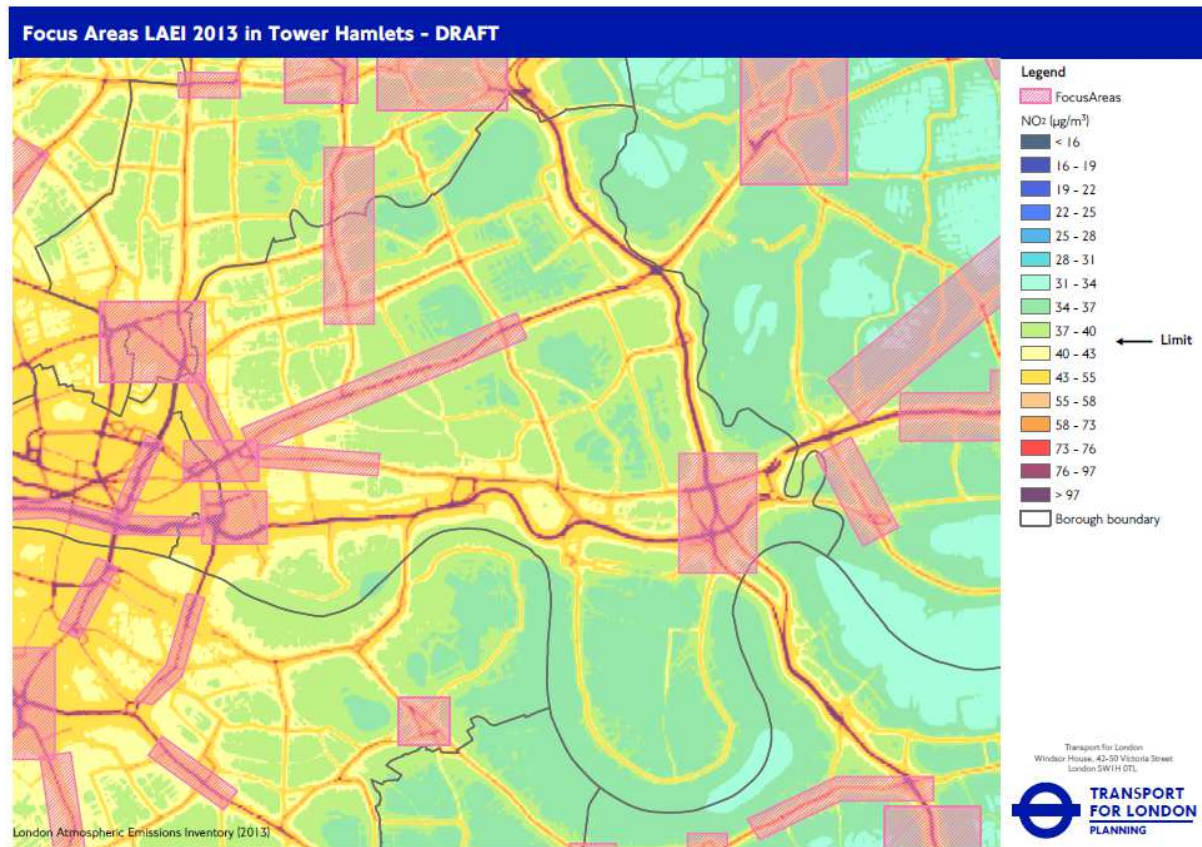 Focus Areas LAEI 2013 in Tower Hamlets - DRAFT
Legend
FocusAreas
NO2 (µg/m³)
< 16
16 - 19
19 - 22
22 - 25
25 - 28
28 - 31
31 - 34
34 - 37
37 - 40
Limit
40 - 43
43 - 55
55 - 58
58 - 73
73 - 76
76 - 97
> 97
Borough boundary
Transport for London
Windsor House, 42-50 Victoria Street
London SW1H 0TL
TRANSPORT
FOR LONDON
PLANNING
London Atmospheric Emissions Inventory (2013)